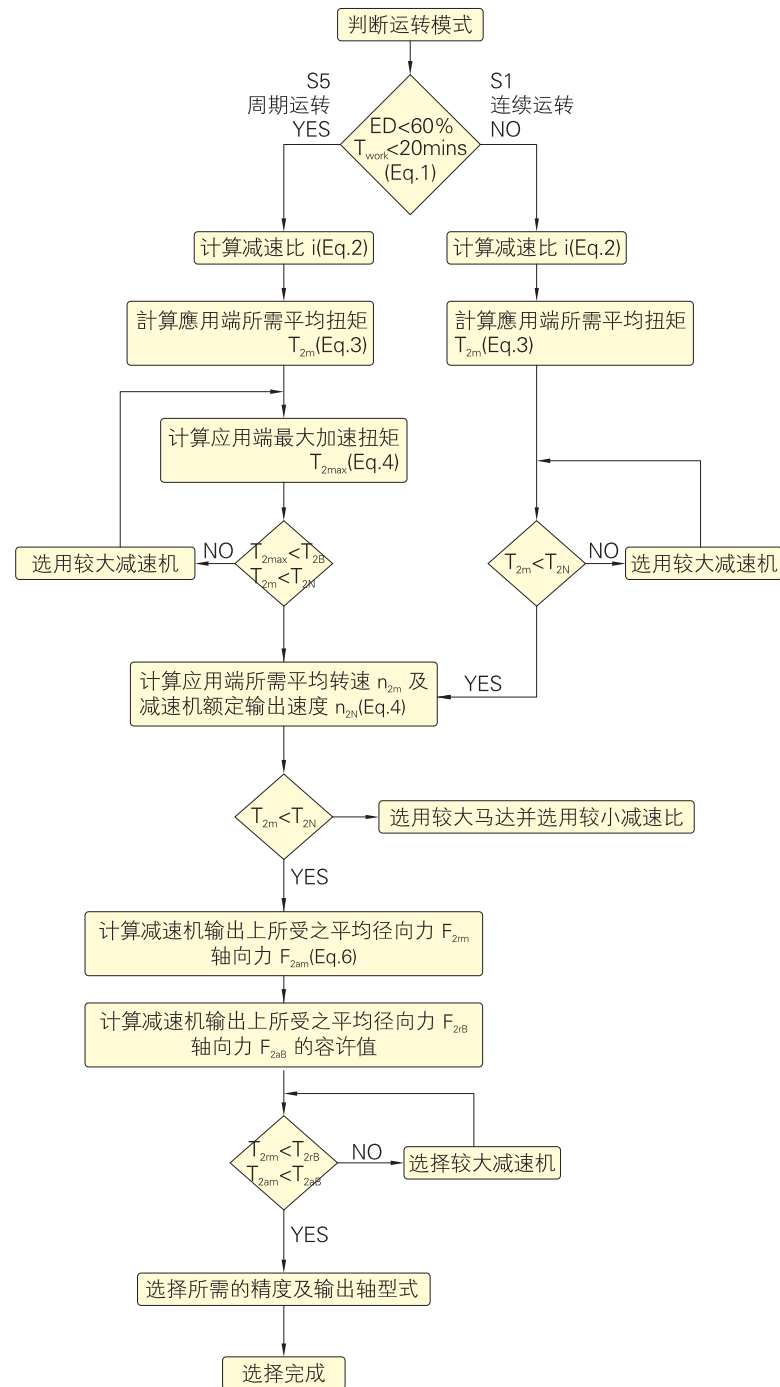 判断运转模式
S5
周期运转
YES
S1
连续运转
NO
ED<60%
Twork<20mins
(Eq.1)
计算减速比 i(Eq.2)
计算减速比 i(Eq.2)
計算應用端所需平均扭矩
T2m(Eq.3)
計算應用端所需平均扭矩
T2m(Eq.3)
计算应用端最大加速扭矩
T2max(Eq.4)
选用较大减速机
NO
T2max<T2B
T2m<T2N
T2m<T2N
NO
选用较大减速机
计算应用端所需平均转速 n2m 及
减速机额定输出速度 n2N(Eq.4)
YES
T2m<T2N
选用较大马达并选用较小减速比
YES
计算减速机输出上所受之平均径向力 F2rm
轴向力 F2am(Eq.6)
计算减速机输出上所受之平均径向力 F2rB
轴向力 F2aB 的容许值
T2rm<T2rB
T2am<T2aB
NO
选择较大减速机
YES
选择所需的精度及输出轴型式
选择完成